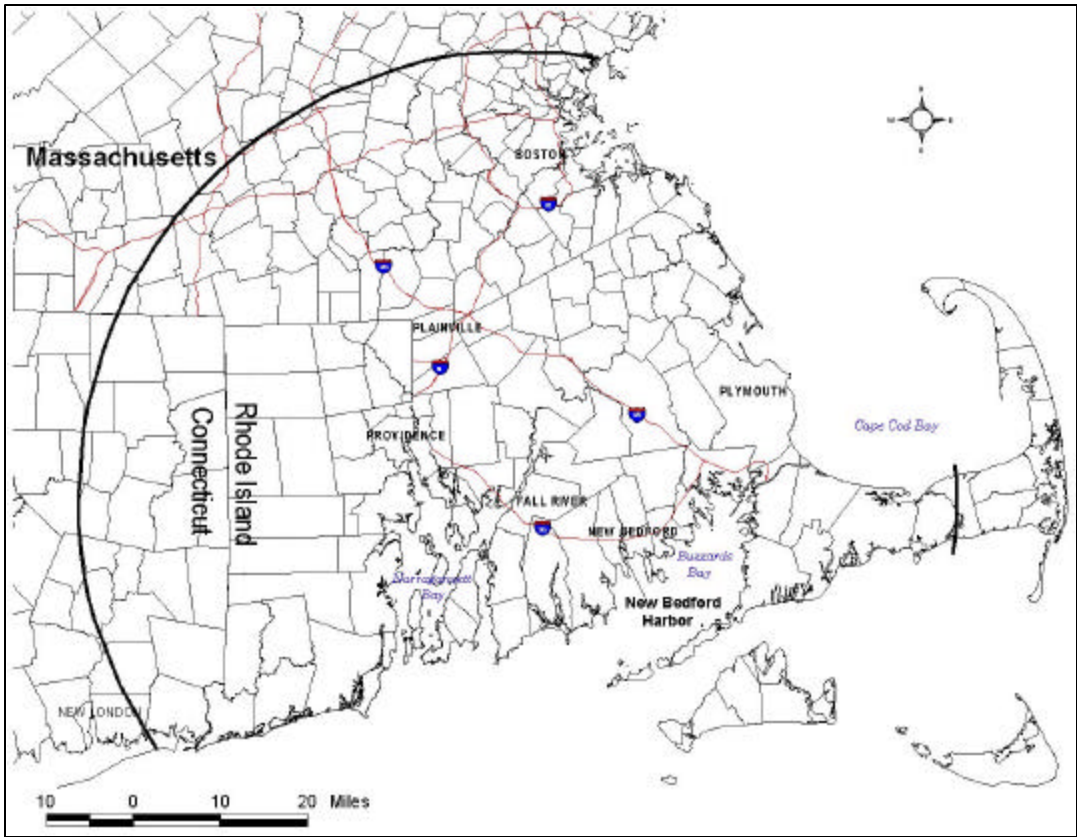 Massachusetts
BOSTON
PLAINVILLE
PLYMOUTH
Cape Cod Bay
Connecticut
Rhode Island
PROVIDENCE
FALL RIVER
NEW BEDFORD
Buzzards
Bay
Narragansett
Bay
New Bedford
Harbor
NEW LONDON
10 0 10 20 Miles